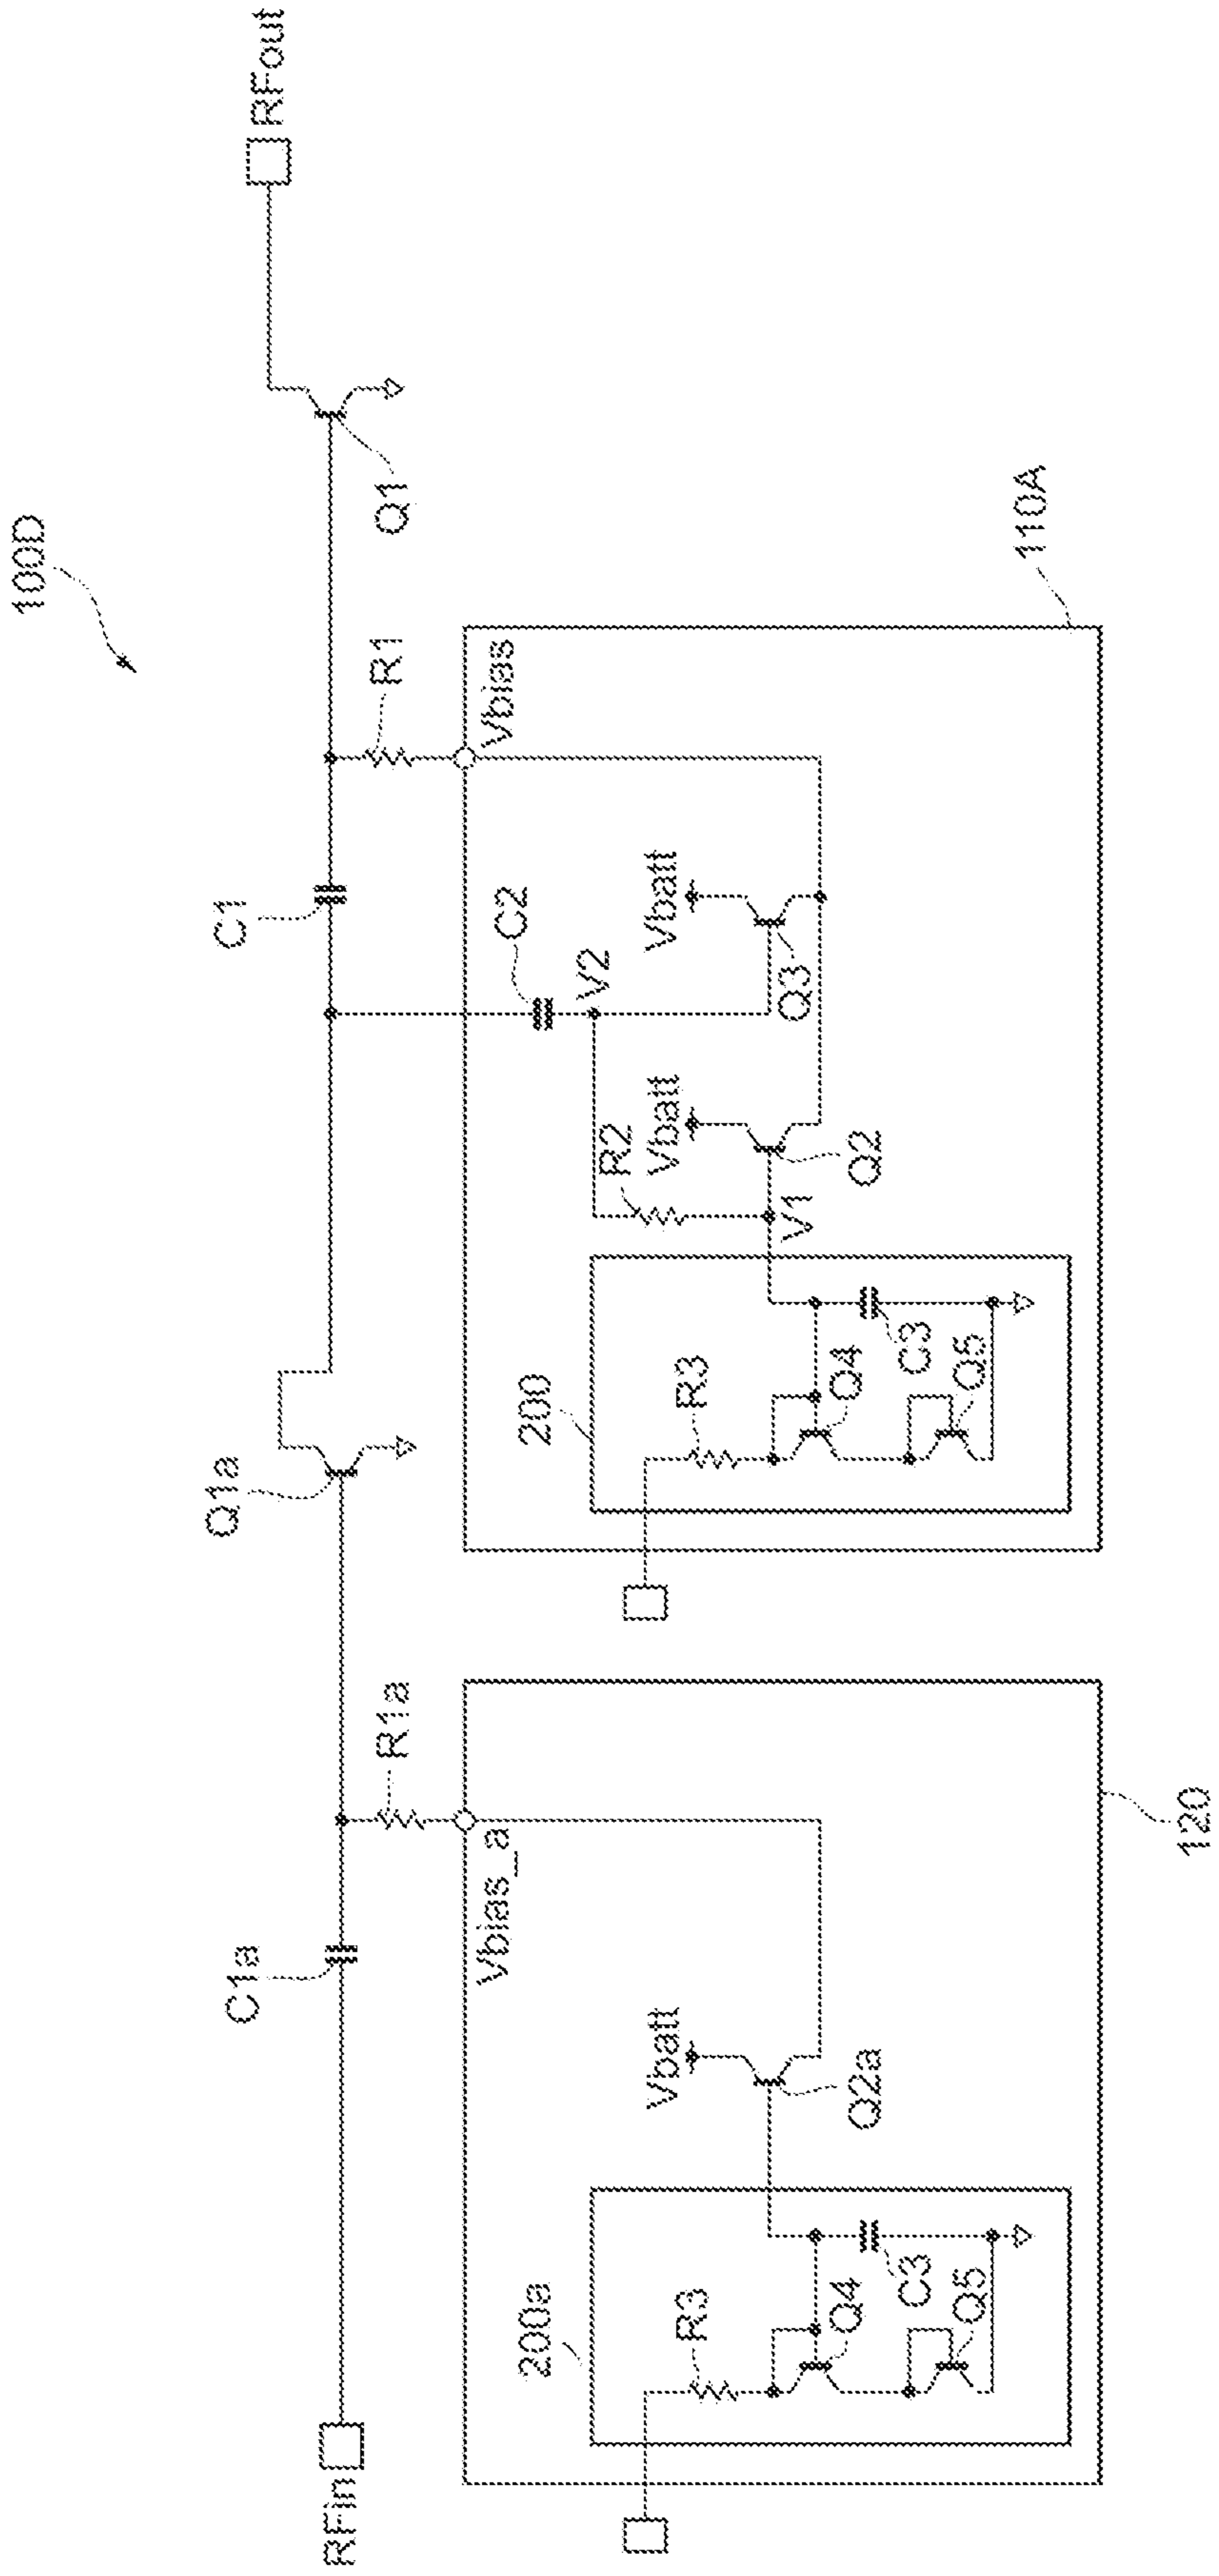 100D
RFin
C1a
R1a
Q1a
C1
R1
Q1
RFout
Vbias_a
Vbatt
Q2a
200a
R3
Q4
C3
Q5
120
Vbias
C2
V2
Vbatt
Q3
R2
Vbatt
Q2
V1
200
R3
Q4
C3
Q5
110A